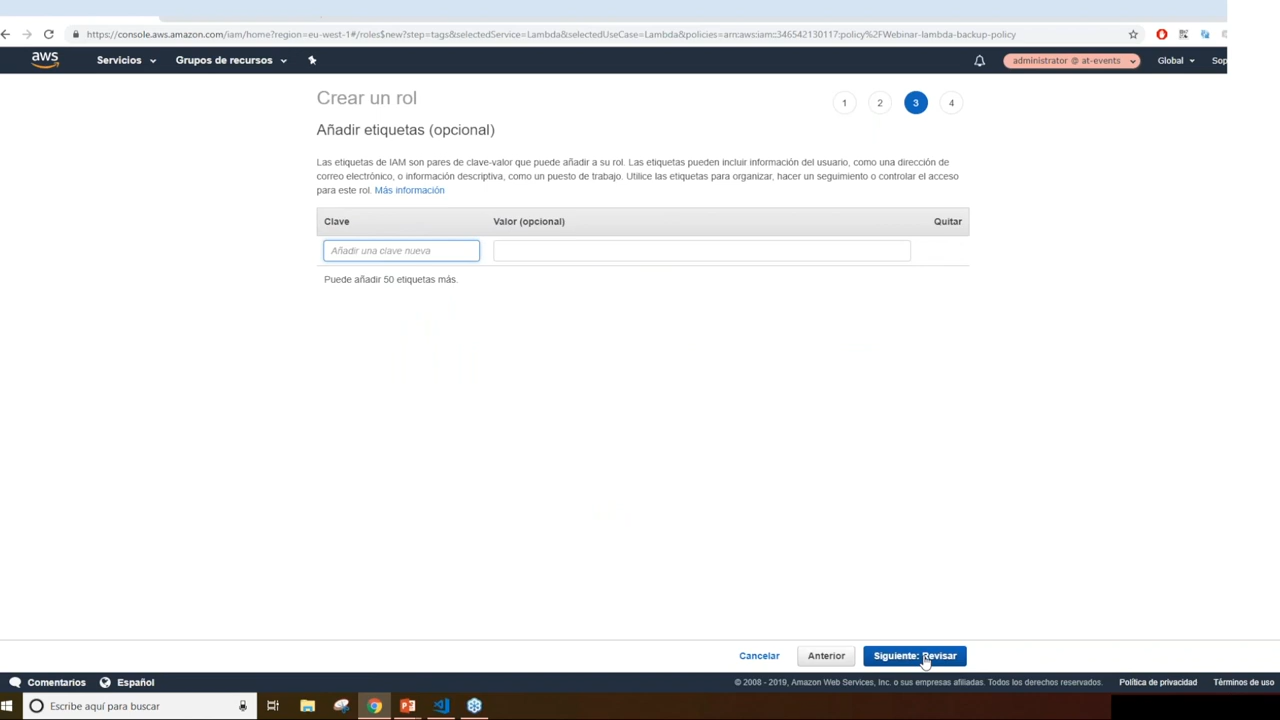 https://console.aws.amazon.com/iam/home?region=eu-west-1#/roles$new?step=tags&selectedService=Lambda&selectedUseCase=Lambda&policies=arn:aws:iam::346542130117:policy%2FWebinar-lambda-backup-policy
aws Servicios Grupos de recursos administrator @ at-events Global Sop
Crear un rol 1 2 3 4
Añadir etiquetas (opcional)
Las etiquetas de IAM son pares de clave-valor que puede añadir a su rol. Las etiquetas pueden incluir información del usuario, como una dirección de
correo electrónico, o información descriptiva, como un puesto de trabajo. Utilice las etiquetas para organizar, hacer un seguimiento o controlar el acceso
para este rol. Más información
Clave Valor (opcional) Quitar
Añadir una clave nueva
Puede añadir 50 etiquetas más.
Cancelar Anterior Siguiente: Revisar
Comentarios Español © 2008 - 2019, Amazon Web Services, Inc. o sus empresas afiliadas. Todos los derechos reservados. Política de privacidad Términos de uso
Escribe aquí para buscar